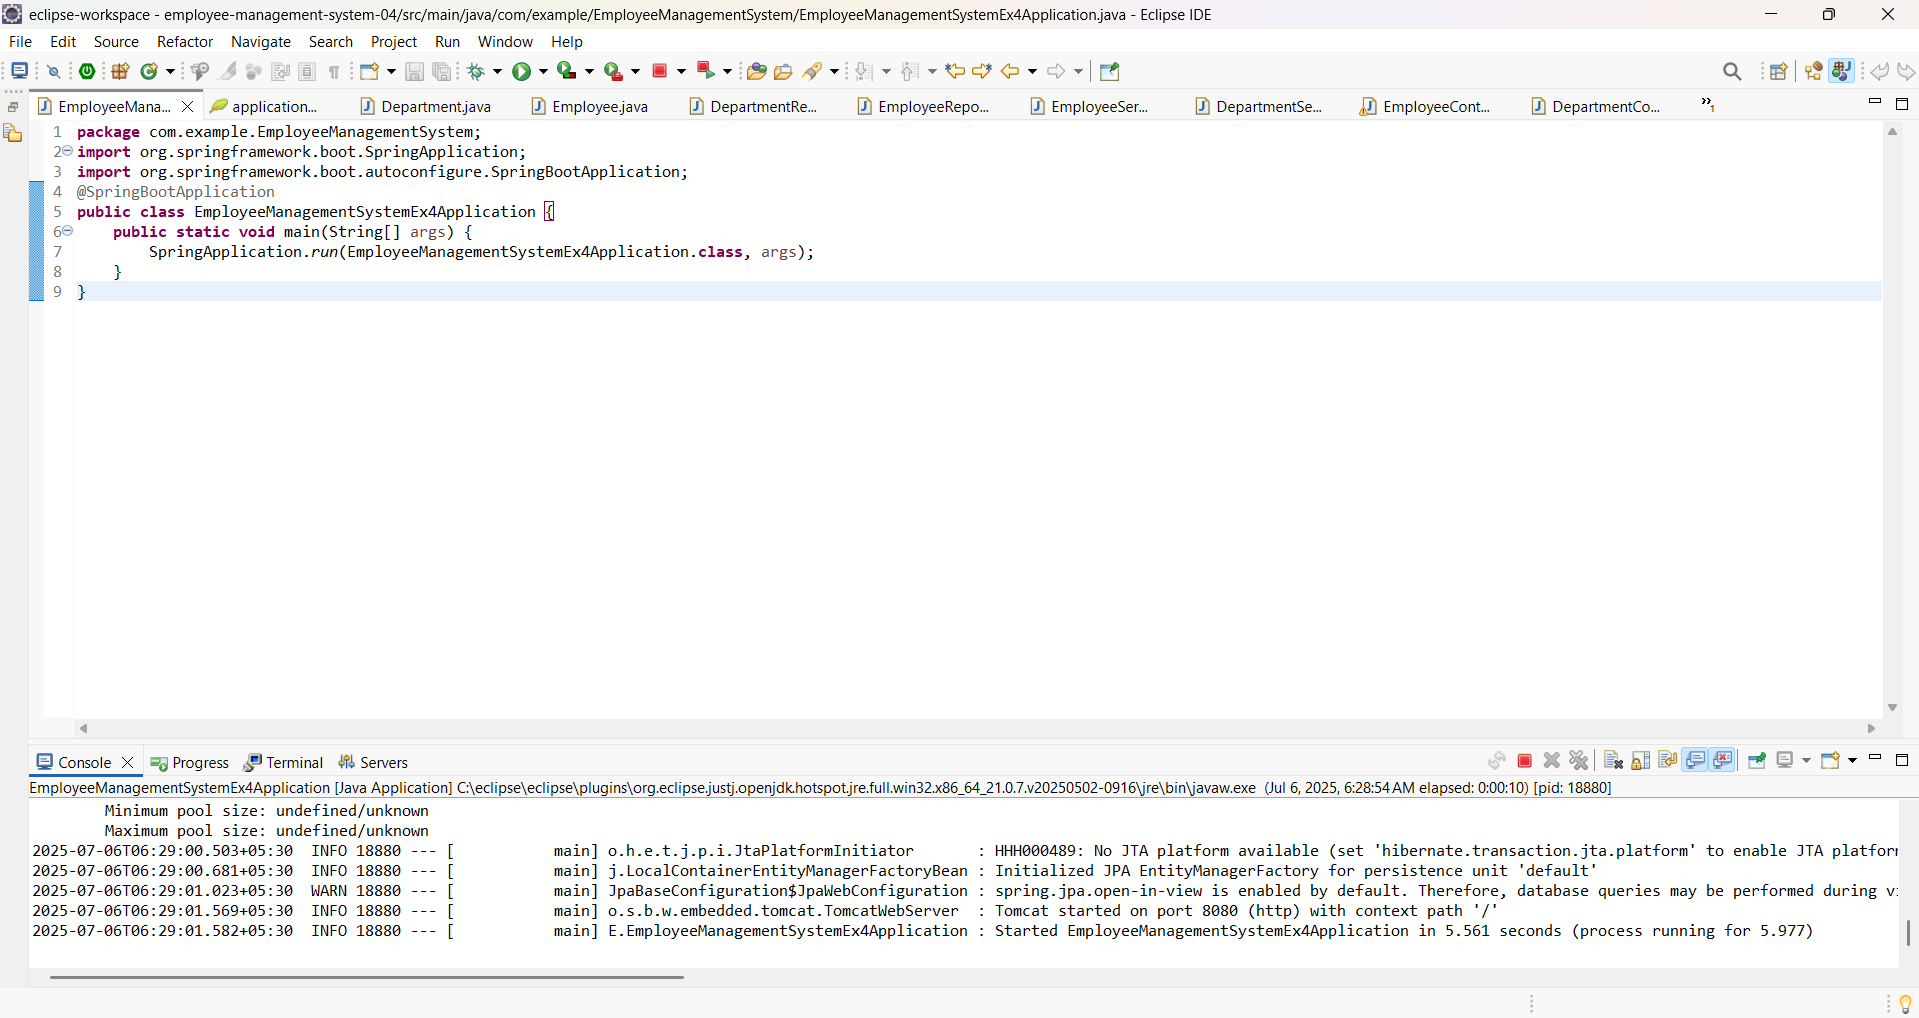 eclipse-workspace - employee-management-system-04/src/main/java/com/example/EmployeeManagementSystem/EmployeeManagementSystemEx4Application.java - Eclipse IDE
File Edit Source Refactor Navigate Search Project Run Window Help
EmployeeMana... application... Department.java Employee.java DepartmentRe... EmployeeRepo... EmployeeSer... DepartmentSe... EmployeeCont... DepartmentCo... »1
1 package com.example.EmployeeManagementSystem;
2 import org.springframework.boot.SpringApplication;
3 import org.springframework.boot.autoconfigure.SpringBootApplication;
4 @SpringBootApplication
5 public class EmployeeManagementSystemEx4Application {
6 public static void main(String[] args) {
7 SpringApplication.run(EmployeeManagementSystemEx4Application.class, args);
8 }
9 }
Console Progress Terminal Servers
EmployeeManagementSystemEx4Application [Java Application] C:\eclipse\eclipse\plugins\org.eclipse.justj.openjdk.hotspot.jre.full.win32.x86_64_21.0.7.v20250502-0916\jre\bin\javaw.exe (Jul 6, 2025, 6:28:54 AM elapsed: 0:00:10) [pid: 18880]
Minimum pool size: undefined/unknown
Maximum pool size: undefined/unknown
2025-07-06T06:29:00.503+05:30 INFO 18880 --- [ main] o.h.e.t.j.p.i.JtaPlatformInitiator : HHH000489: No JTA platform available (set 'hibernate.transaction.jta.platform' to enable JTA platfor
2025-07-06T06:29:00.681+05:30 INFO 18880 --- [ main] j.LocalContainerEntityManagerFactoryBean : Initialized JPA EntityManagerFactory for persistence unit 'default'
2025-07-06T06:29:01.023+05:30 WARN 18880 --- [ main] JpaBaseConfiguration$JpaWebConfiguration : spring.jpa.open-in-view is enabled by default. Therefore, database queries may be performed during v
2025-07-06T06:29:01.569+05:30 INFO 18880 --- [ main] o.s.b.w.embedded.tomcat.TomcatWebServer : Tomcat started on port 8080 (http) with context path '/'
2025-07-06T06:29:01.582+05:30 INFO 18880 --- [ main] E.EmployeeManagementSystemEx4Application : Started EmployeeManagementSystemEx4Application in 5.561 seconds (process running for 5.977)